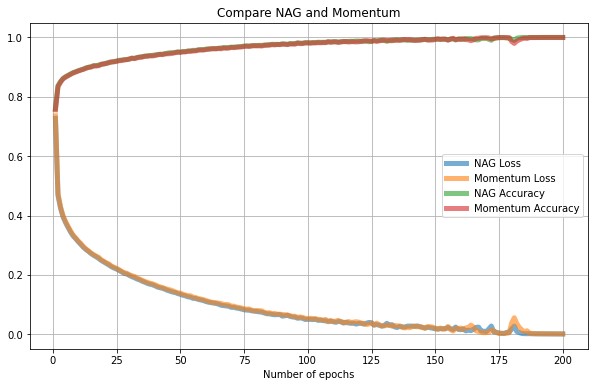 Compare NAG and Momentum
1.0
0.8
0.6
0.4
0.2
0.0
NAG Loss
Momentum Loss
NAG Accuracy
Momentum Accuracy
0 25 50 75 100 125 150 175 200
Number of epochs